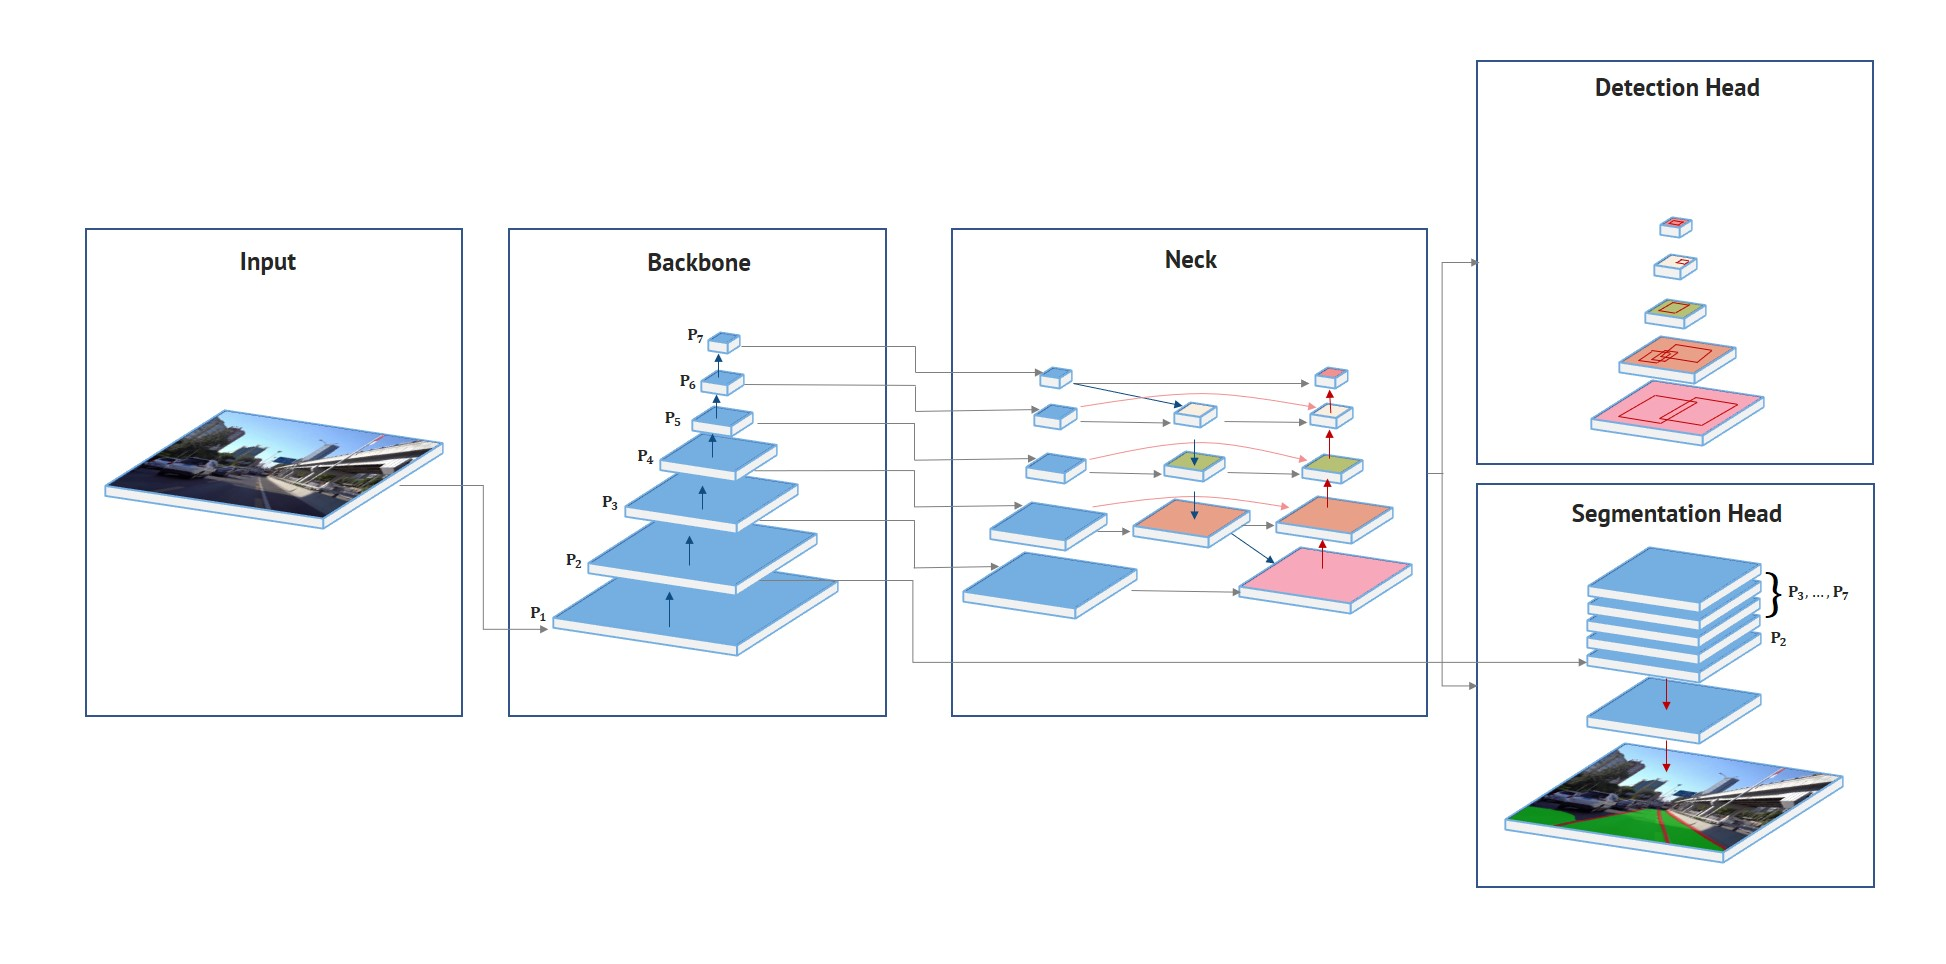 Input
Backbone
P7
P6
P5
P4
P3
P2
P1
Neck
Detection Head
Segmentation Head
P3, ..., P7
P2